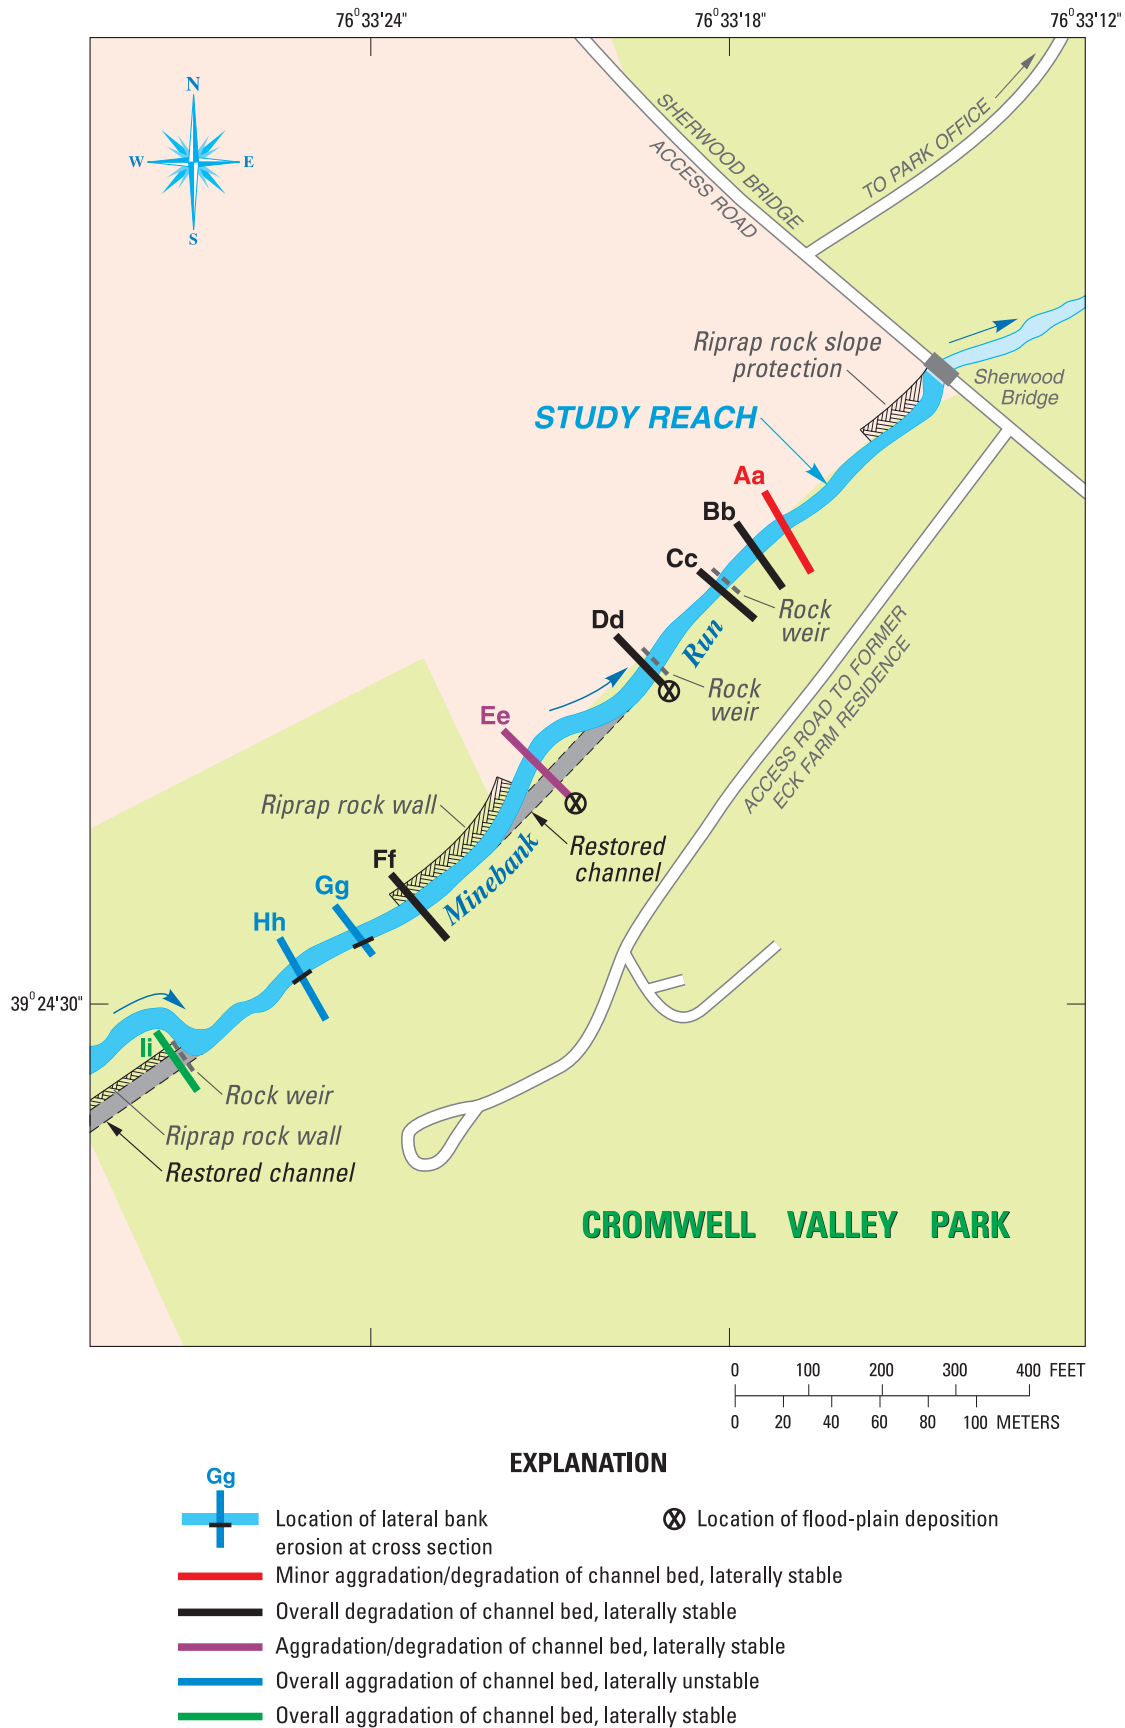 76°33'24" 76°33'18" 76°33'12"
N
W E
S
SHERWOOD BRIDGE
ACCESS ROAD
TO PARK OFFICE
Riprap rock slope
protection
Sherwood
Bridge
STUDY REACH
Aa
Bb
Cc
Rock
weir
Dd
Run
Rock
weir
ACCESS ROAD TO FORMER
ECK FARM RESIDENCE
Ee
Riprap rock wall
Restored
channel
Ff
Minebank
Gg
Hh
39°24'30"
Ii
Rock weir
Riprap rock wall
Restored channel
CROMWELL VALLEY PARK
0 100 200 300 400 FEET
0 20 40 60 80 100 METERS
EXPLANATION
Gg
Location of lateral bank
erosion at cross section
Location of flood-plain deposition
Minor aggradation/degradation of channel bed, laterally stable
Overall degradation of channel bed, laterally stable
Aggradation/degradation of channel bed, laterally stable
Overall aggradation of channel bed, laterally unstable
Overall aggradation of channel bed, laterally stable